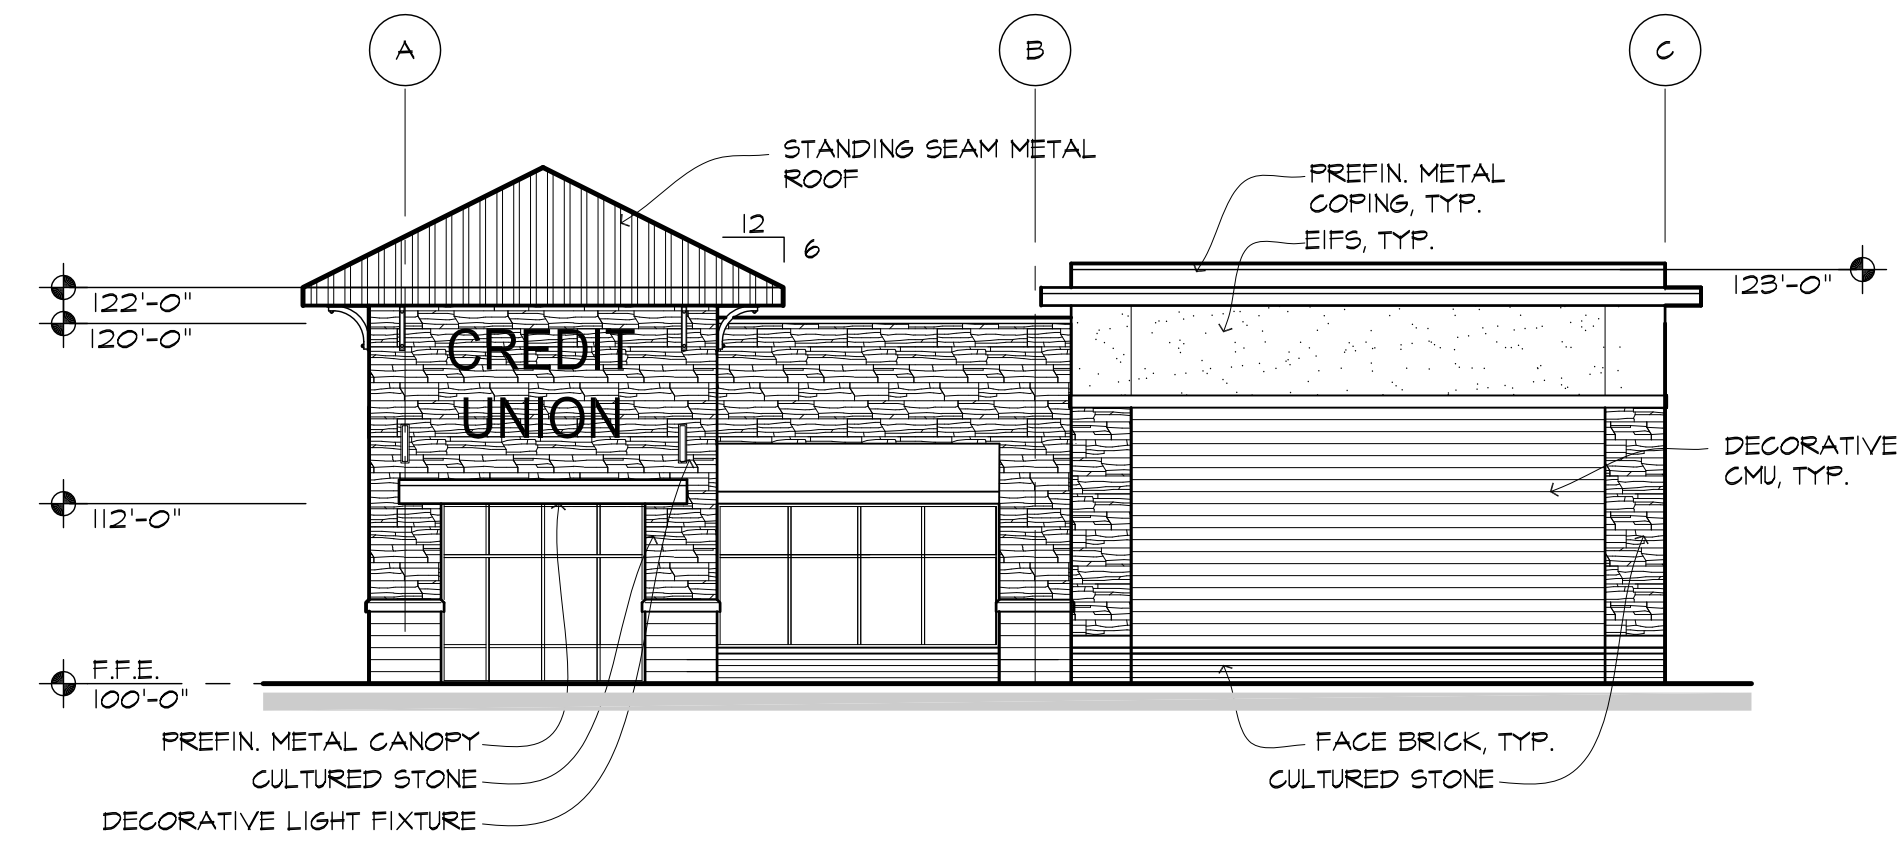 A
B
C
STANDING SEAM METAL
ROOF
PREFIN. METAL
COPING, TYP.
EIFS, TYP.
12
6
122'-0"
120'-0"
123'-0"
CREDIT
UNION
DECORATIVE
CMU, TYP.
112'-0"
F.F.E.
100'-0"
PREFIN. METAL CANOPY
CULTURED STONE
DECORATIVE LIGHT FIXTURE
FACE BRICK, TYP.
CULTURED STONE